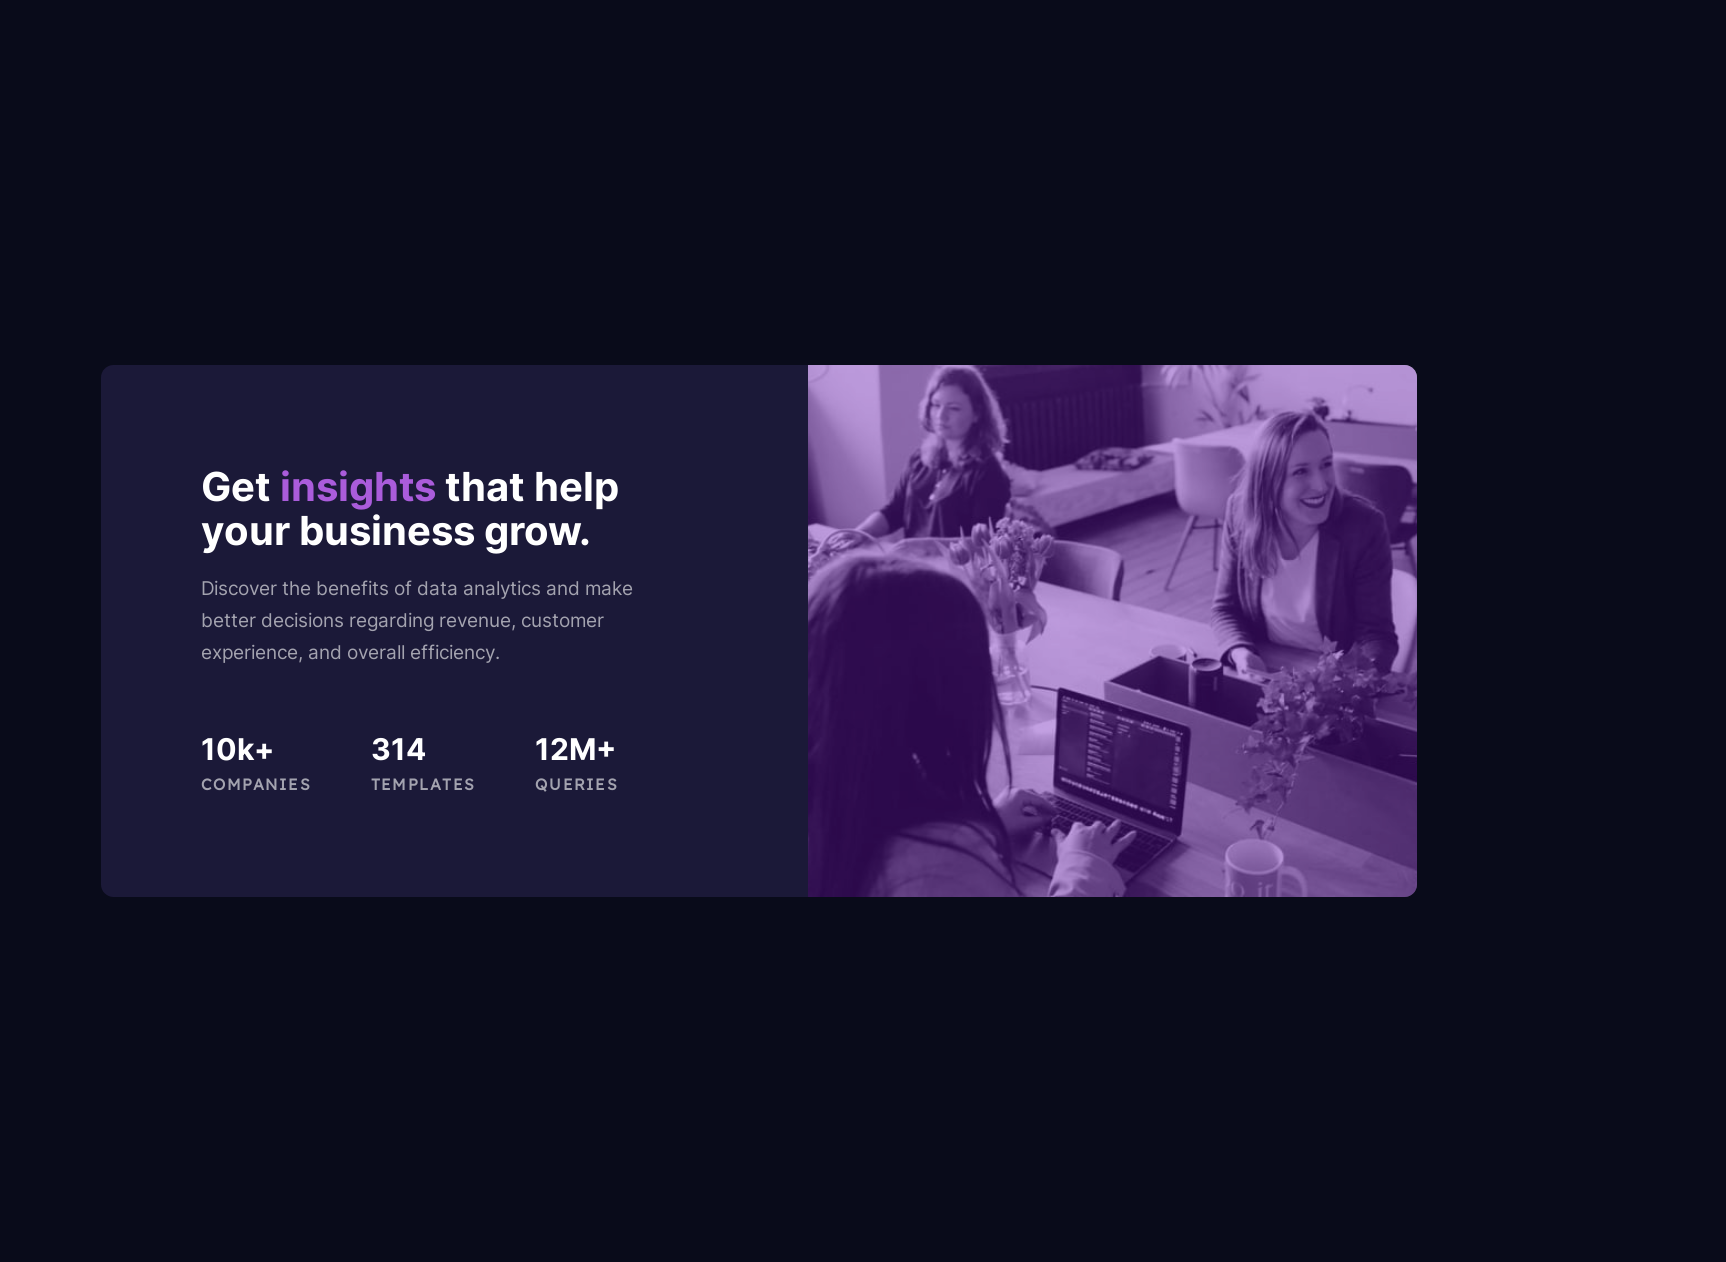 Get insights that help
your business grow.
Discover the benefits of data analytics and make
better decisions regarding revenue, customer
experience, and overall efficiency.
10k+ 314 12M+
COMPANIES TEMPLATES QUERIES